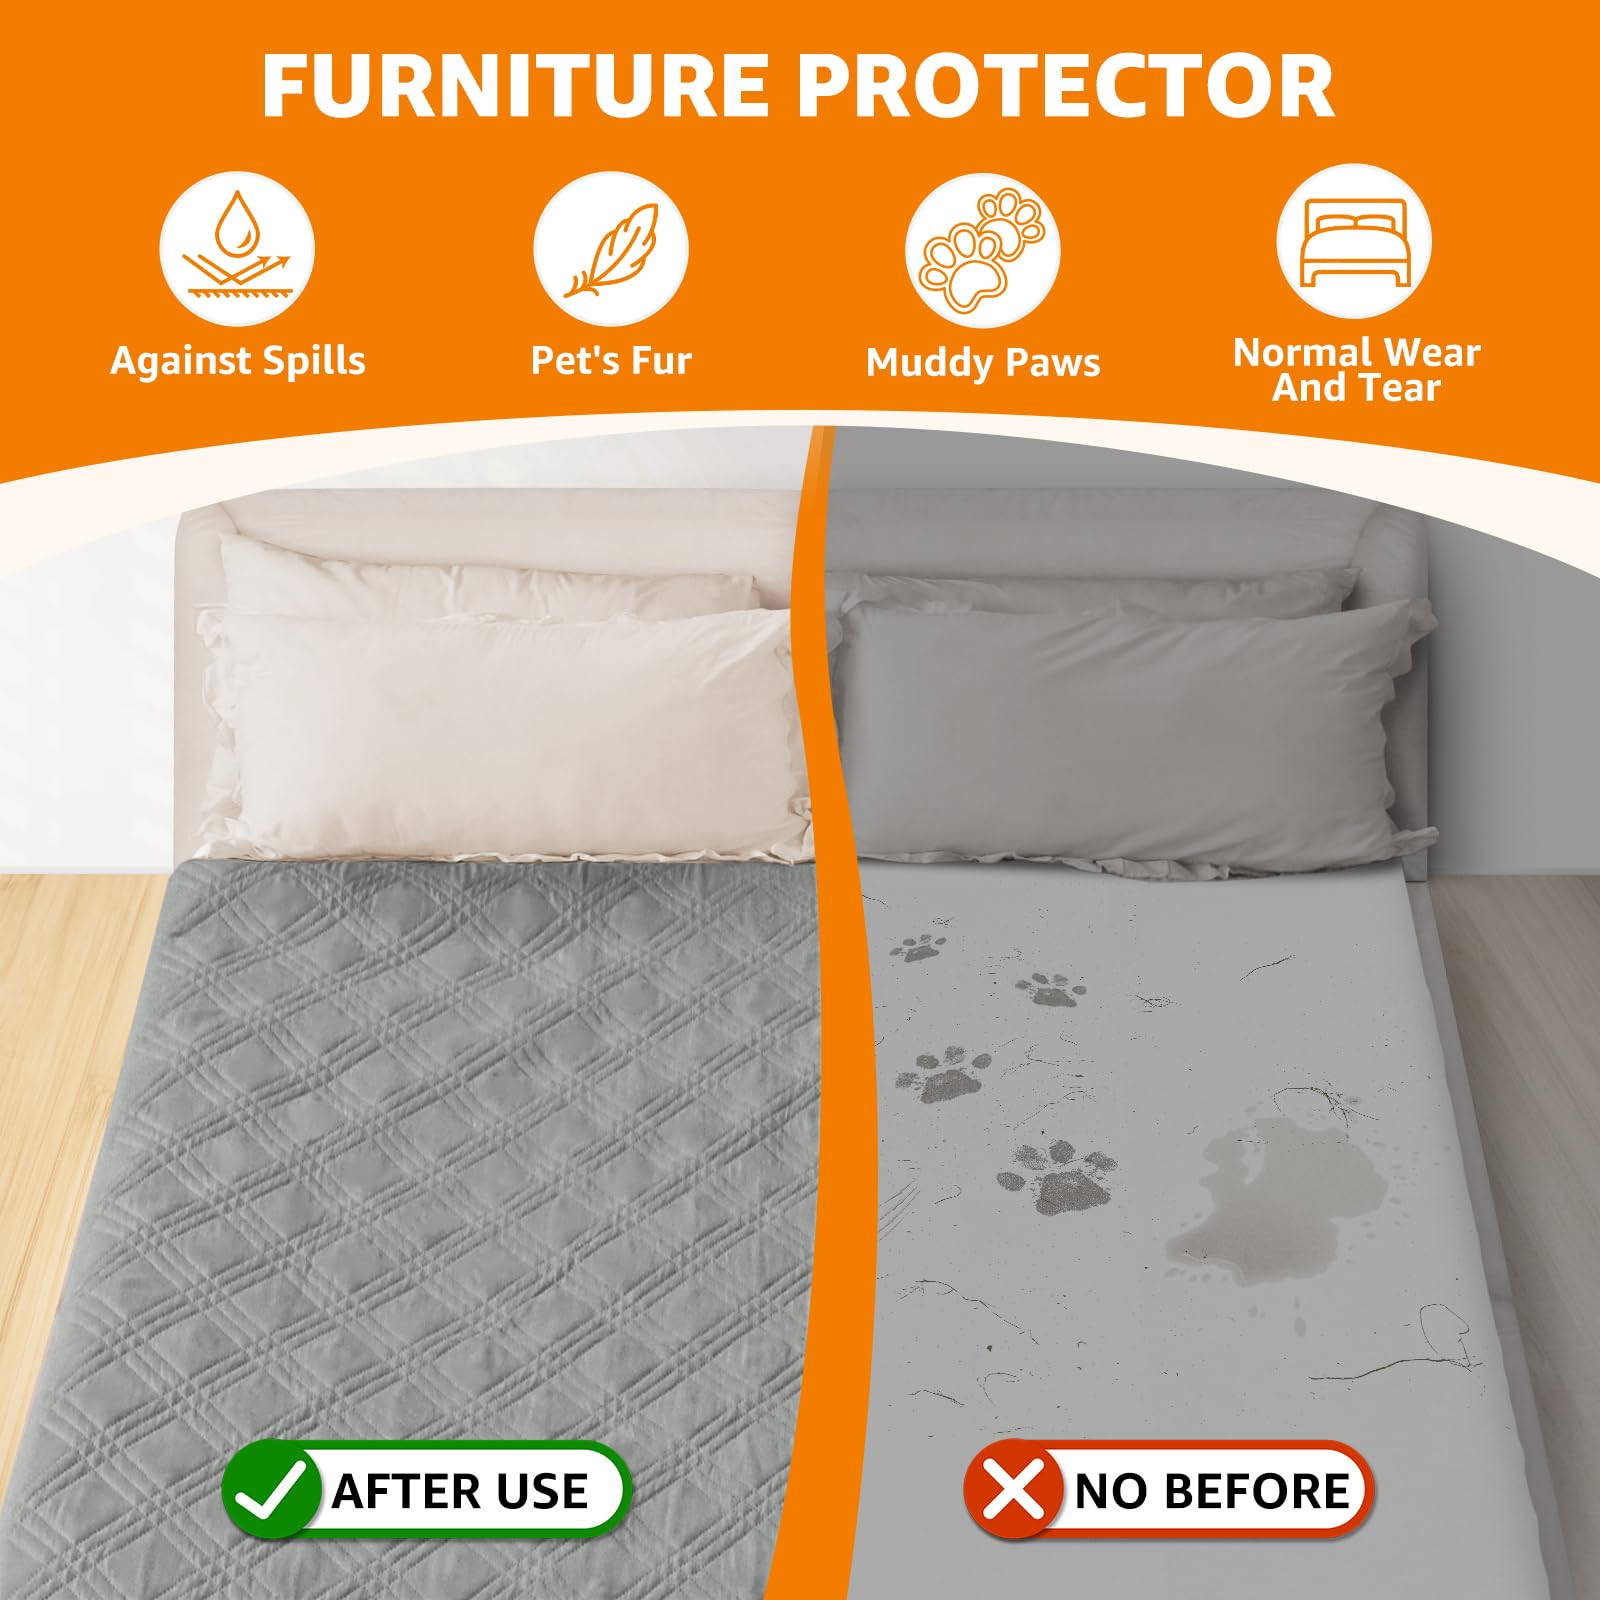 FURNITURE PROTECTOR
Against Spills
Pet's Fur
Muddy Paws
Normal Wear
And Tear
AFTER USE
NO BEFORE